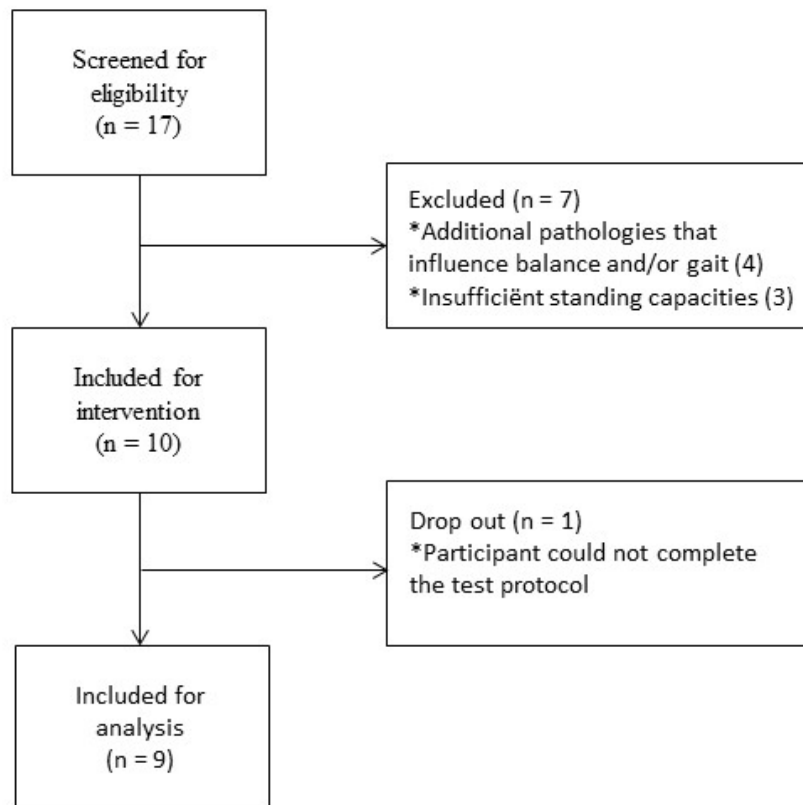 Screened for
eligibility
(n = 17)
Excluded (n = 7)
*Additional pathologies that
influence balance and/or gait (4)
*Insufficiënt standing capacities (3)
Included for
intervention
(n = 10)
Drop out (n = 1)
*Participant could not complete
the test protocol
Included for
analysis
(n = 9)